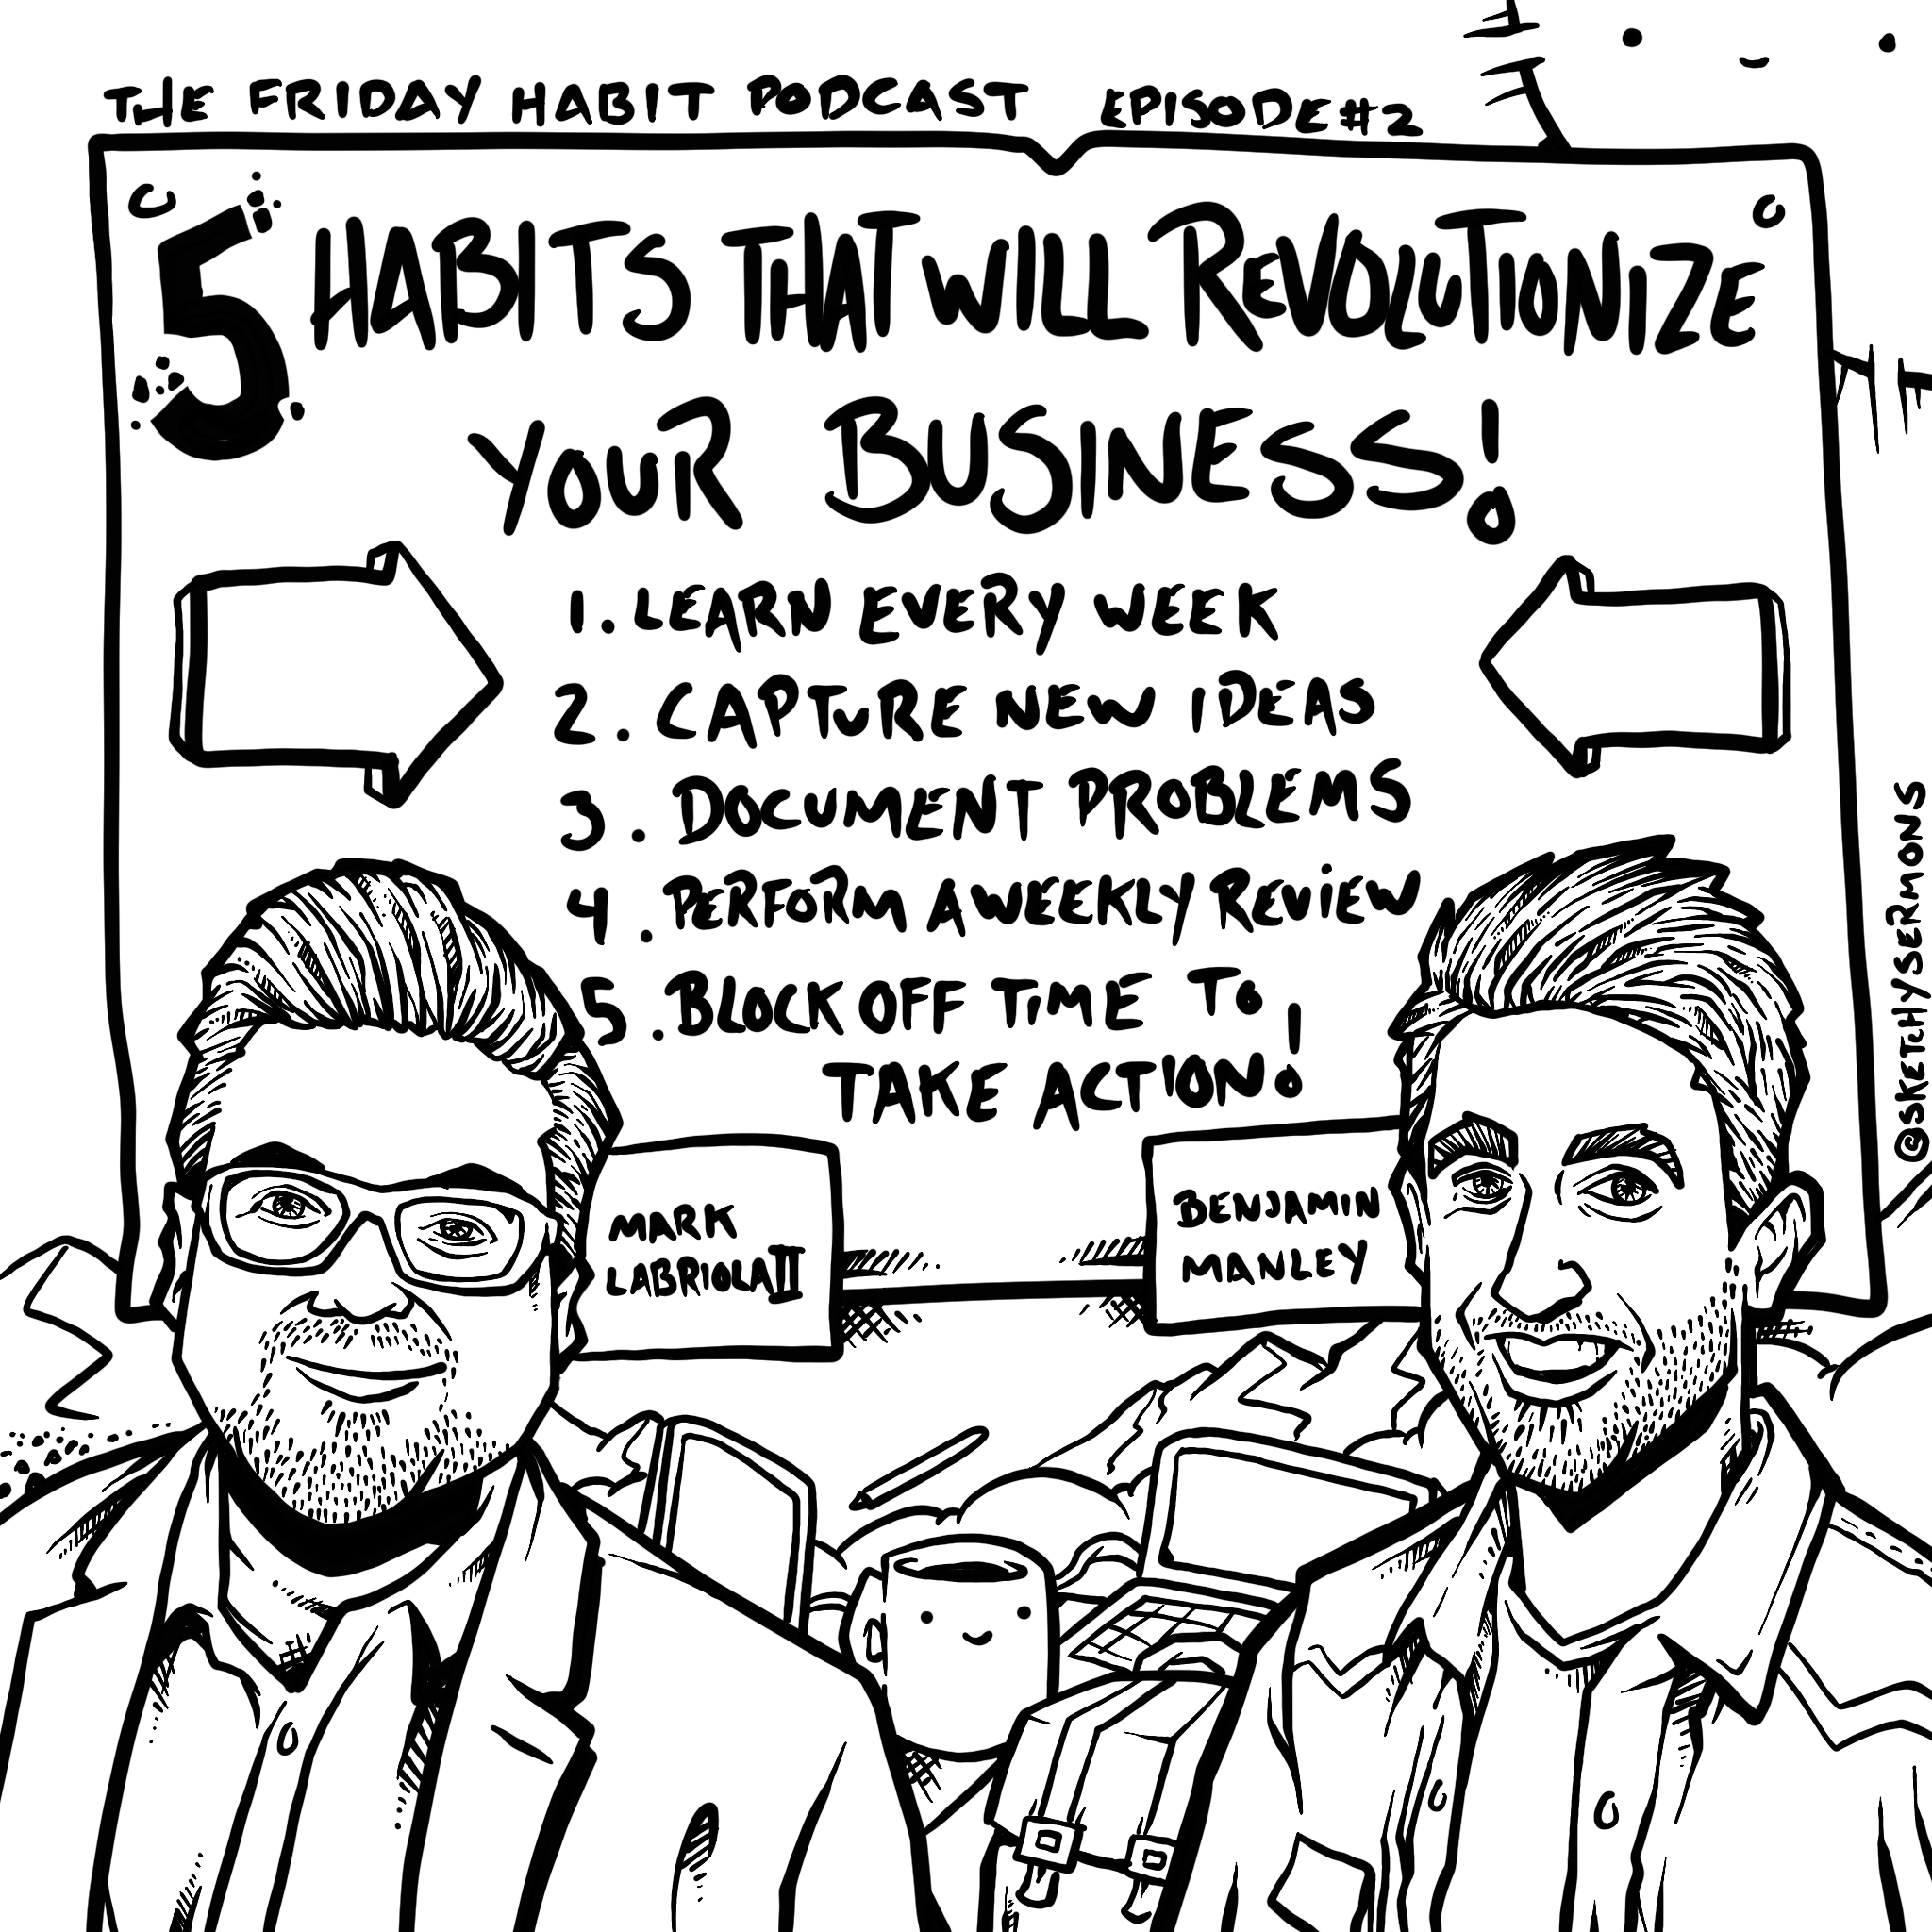 THE FRIDAY HABIT PODCAST EPISODE #2
5 HABITS THAT WILL REVOLUTIONIZE
YOUR BUSINESS!
1. LEARN EVERY WEEK
2. CAPTURE NEW IDEAS
3. DOCUMENT PROBLEMS
4. PERFORM A WEEKLY REVIEW
5. BLOCK OFF TIME TO
TAKE ACTION!
MARK
LABRIOLA II
BENJAMIN
MANLEY
@SKETCHYSERMONS